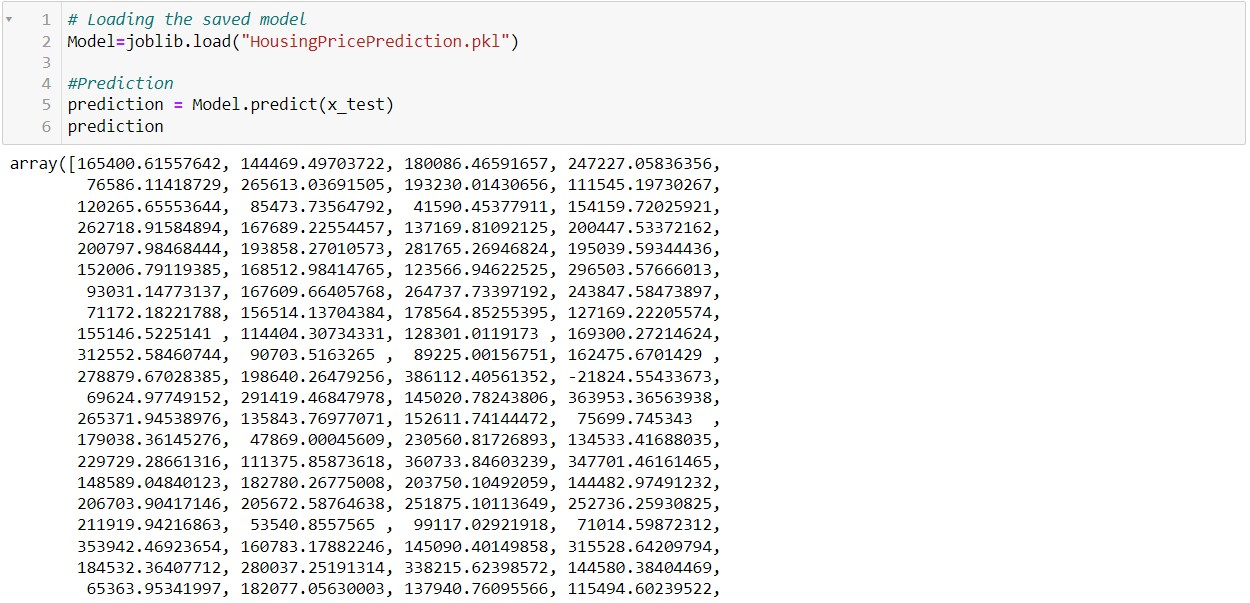 1 # Loading the saved model
2 Model=joblib.load("HousingPricePrediction.pkl")
3
4 #Prediction
5 prediction = Model.predict(x_test)
6 prediction
array([165400.61557642, 144469.49703722, 180086.46591657, 247227.05836356,
76586.11418729, 265613.03691505, 193230.01430656, 111545.19730267,
120265.65553644, 85473.73564792, 41590.45377911, 154159.72025921,
262718.91584894, 167689.22554457, 137169.81092125, 200447.53372162,
200797.98468444, 193858.27010573, 281765.26946824, 195039.59344436,
152006.79119385, 168512.98414765, 123566.94622525, 296503.57666013,
93031.14773137, 167609.66405768, 264737.73397192, 243847.58473897,
71172.18221788, 156514.13704384, 178564.85255395, 127169.22205574,
155146.5225141 , 114404.30734331, 128301.0119173 , 169300.27214624,
312552.58460744, 90703.5163265 , 89225.00156751, 162475.6701429 ,
278879.67028385, 198640.26479256, 386112.40561352, -21824.55433673,
69624.97749152, 291419.46847978, 145020.78243806, 363953.36563938,
265371.94538976, 135843.76977071, 152611.74144472, 75699.745343 ,
179038.36145276, 47869.00045609, 230560.81726893, 134533.41688035,
229729.28661316, 111375.85873618, 360733.84603239, 347701.46161465,
148589.04840123, 182780.26775008, 203750.10492059, 144482.97491232,
206703.90417146, 205672.58764638, 251875.10113649, 252736.25930825,
211919.94216863, 53540.8557565 , 99117.02921918, 71014.59872312,
353942.46923654, 160783.17882246, 145090.40149858, 315528.64209794,
184532.36407712, 280037.25191314, 338215.62398572, 144580.38404469,
65363.95341997, 182077.05630003, 137940.76095566, 115494.60239522,